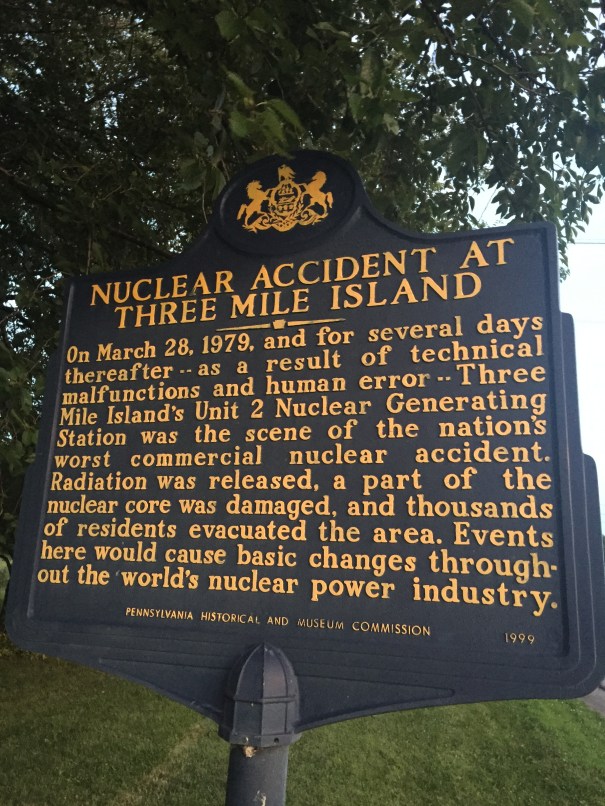 NUCLEAR ACCIDENT AT
THREE MILE ISLAND
On March 28, 1979, and for several days
thereafter -- as a result of technical
malfunctions and human error -- Three
Mile Island's Unit 2 Nuclear Generating
Station was the scene of the nation's
worst commercial nuclear accident.
Radiation was released, a part of the
nuclear core was damaged, and thousands
of residents evacuated the area. Events
here would cause basic changes through-
out the world's nuclear power industry.
PENNSYLVANIA HISTORICAL AND MUSEUM COMMISSION 1999